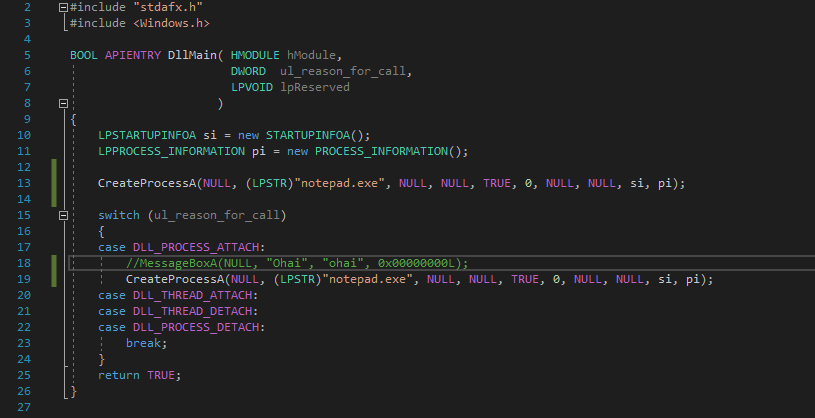 2 #include "stdafx.h"
3 #include <Windows.h>
4
5 BOOL APIENTRY DllMain( HMODULE hModule,
6 DWORD  ul_reason_for_call,
7 LPVOID lpReserved
8 )
9 {
10 LPSTARTUPINFOA si = new STARTUPINFOA();
11 LPPROCESS_INFORMATION pi = new PROCESS_INFORMATION();
12
13 CreateProcessA(NULL, (LPSTR)"notepad.exe", NULL, NULL, TRUE, 0, NULL, NULL, si, pi);
14
15 switch (ul_reason_for_call)
16 {
17 case DLL_PROCESS_ATTACH:
18 //MessageBoxA(NULL, "Ohai", "ohai", 0x00000000L);
19 CreateProcessA(NULL, (LPSTR)"notepad.exe", NULL, NULL, TRUE, 0, NULL, NULL, si, pi);
20 case DLL_THREAD_ATTACH:
21 case DLL_THREAD_DETACH:
22 case DLL_PROCESS_DETACH:
23 break;
24 }
25 return TRUE;
26 }
27